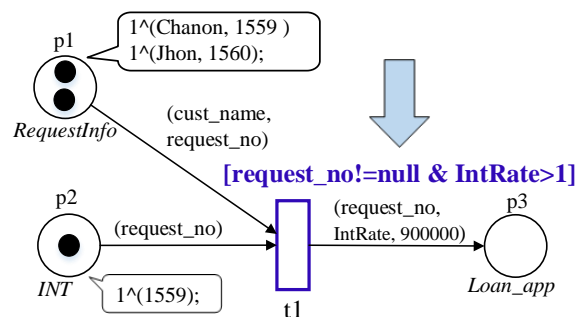 p1
1^(Chanon, 1559 )
1^(Jhon, 1560);
RequestInfo
(cust_name,
request_no)
[request_no!=null & IntRate>1]
p2
(request_no)
(request_no,
IntRate, 900000)
p3
INT
1^(1559);
t1
Loan_app